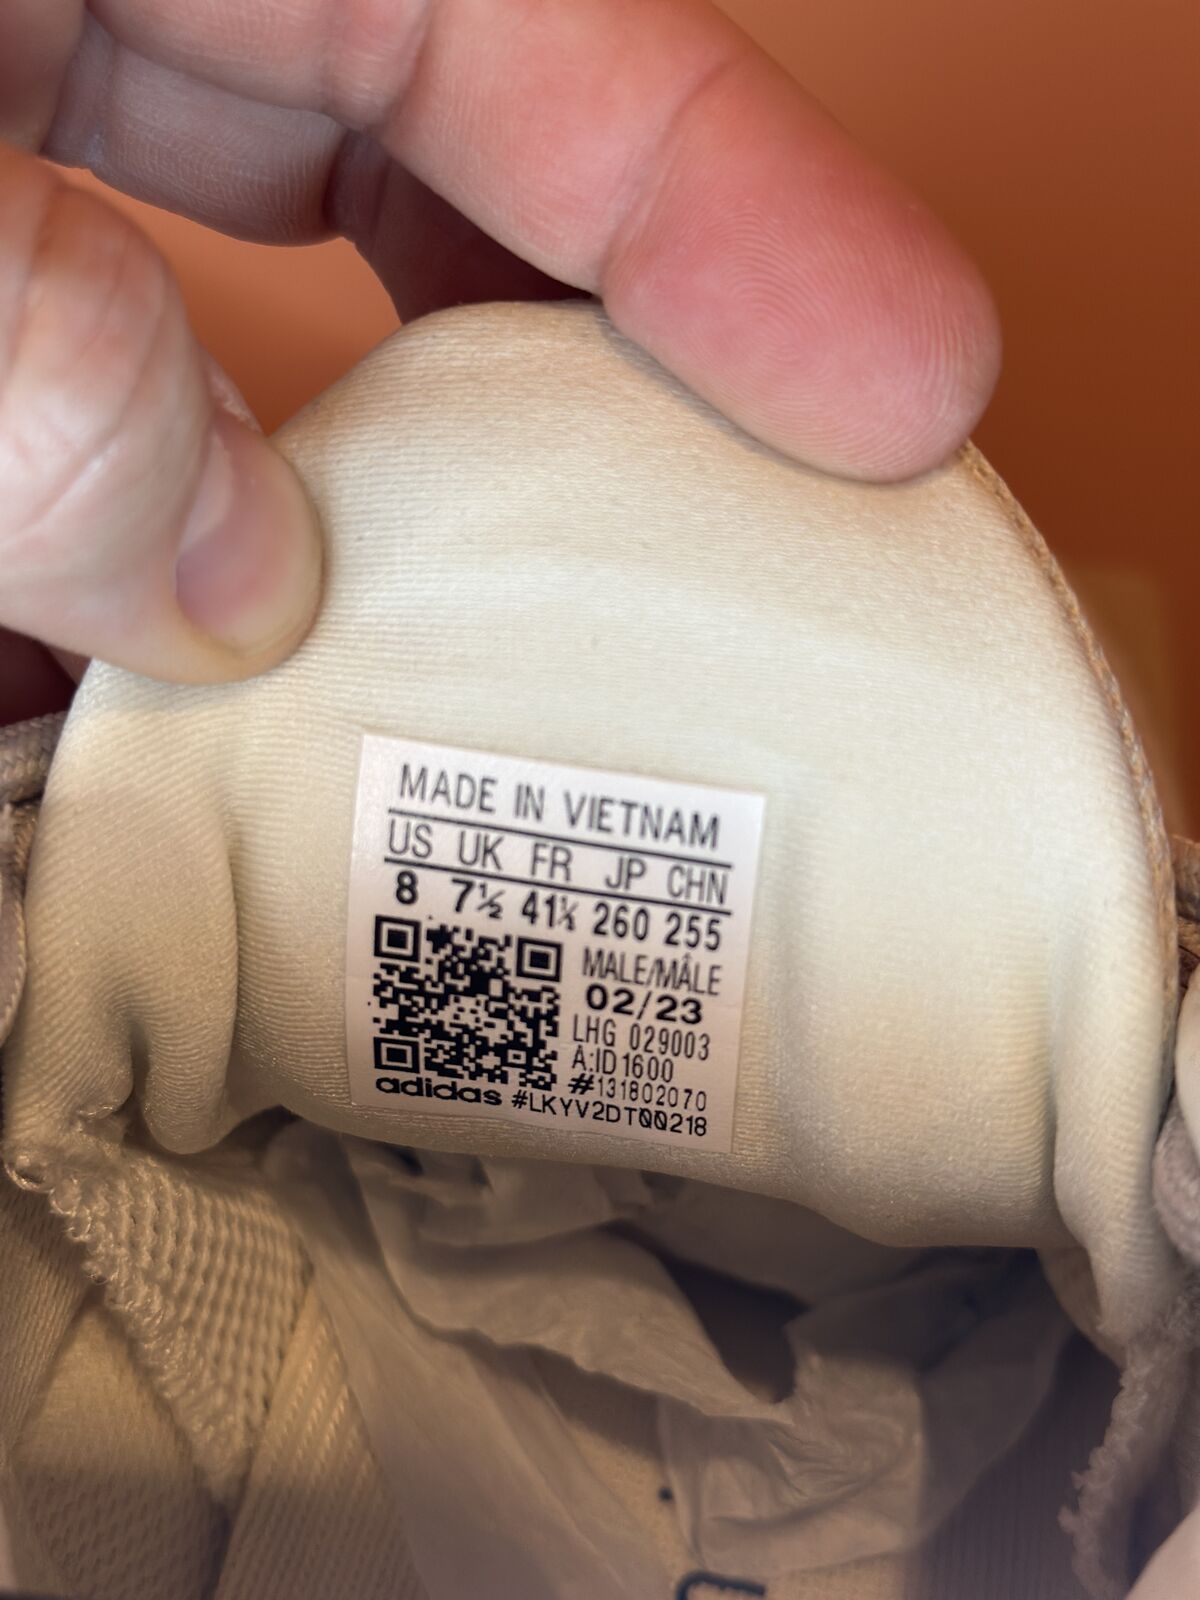 MADE IN VIETNAM
US UK FR JP CHN
8 7½ 41⅓ 260 255
MALE/MÂLE
02/23
LHG 029003
A:ID1600
#131802070
adidas #LKYV2DT00218